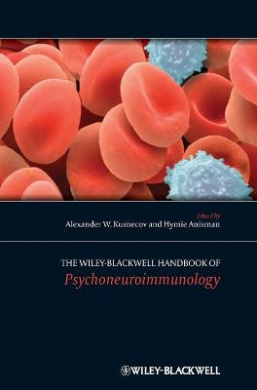 Edited by
Alexander W. Kusnecov and Hymie Anisman
THE WILEY-BLACKWELL HANDBOOK OF
Psychoneuroimmunology
WILEY-BLACKWELL